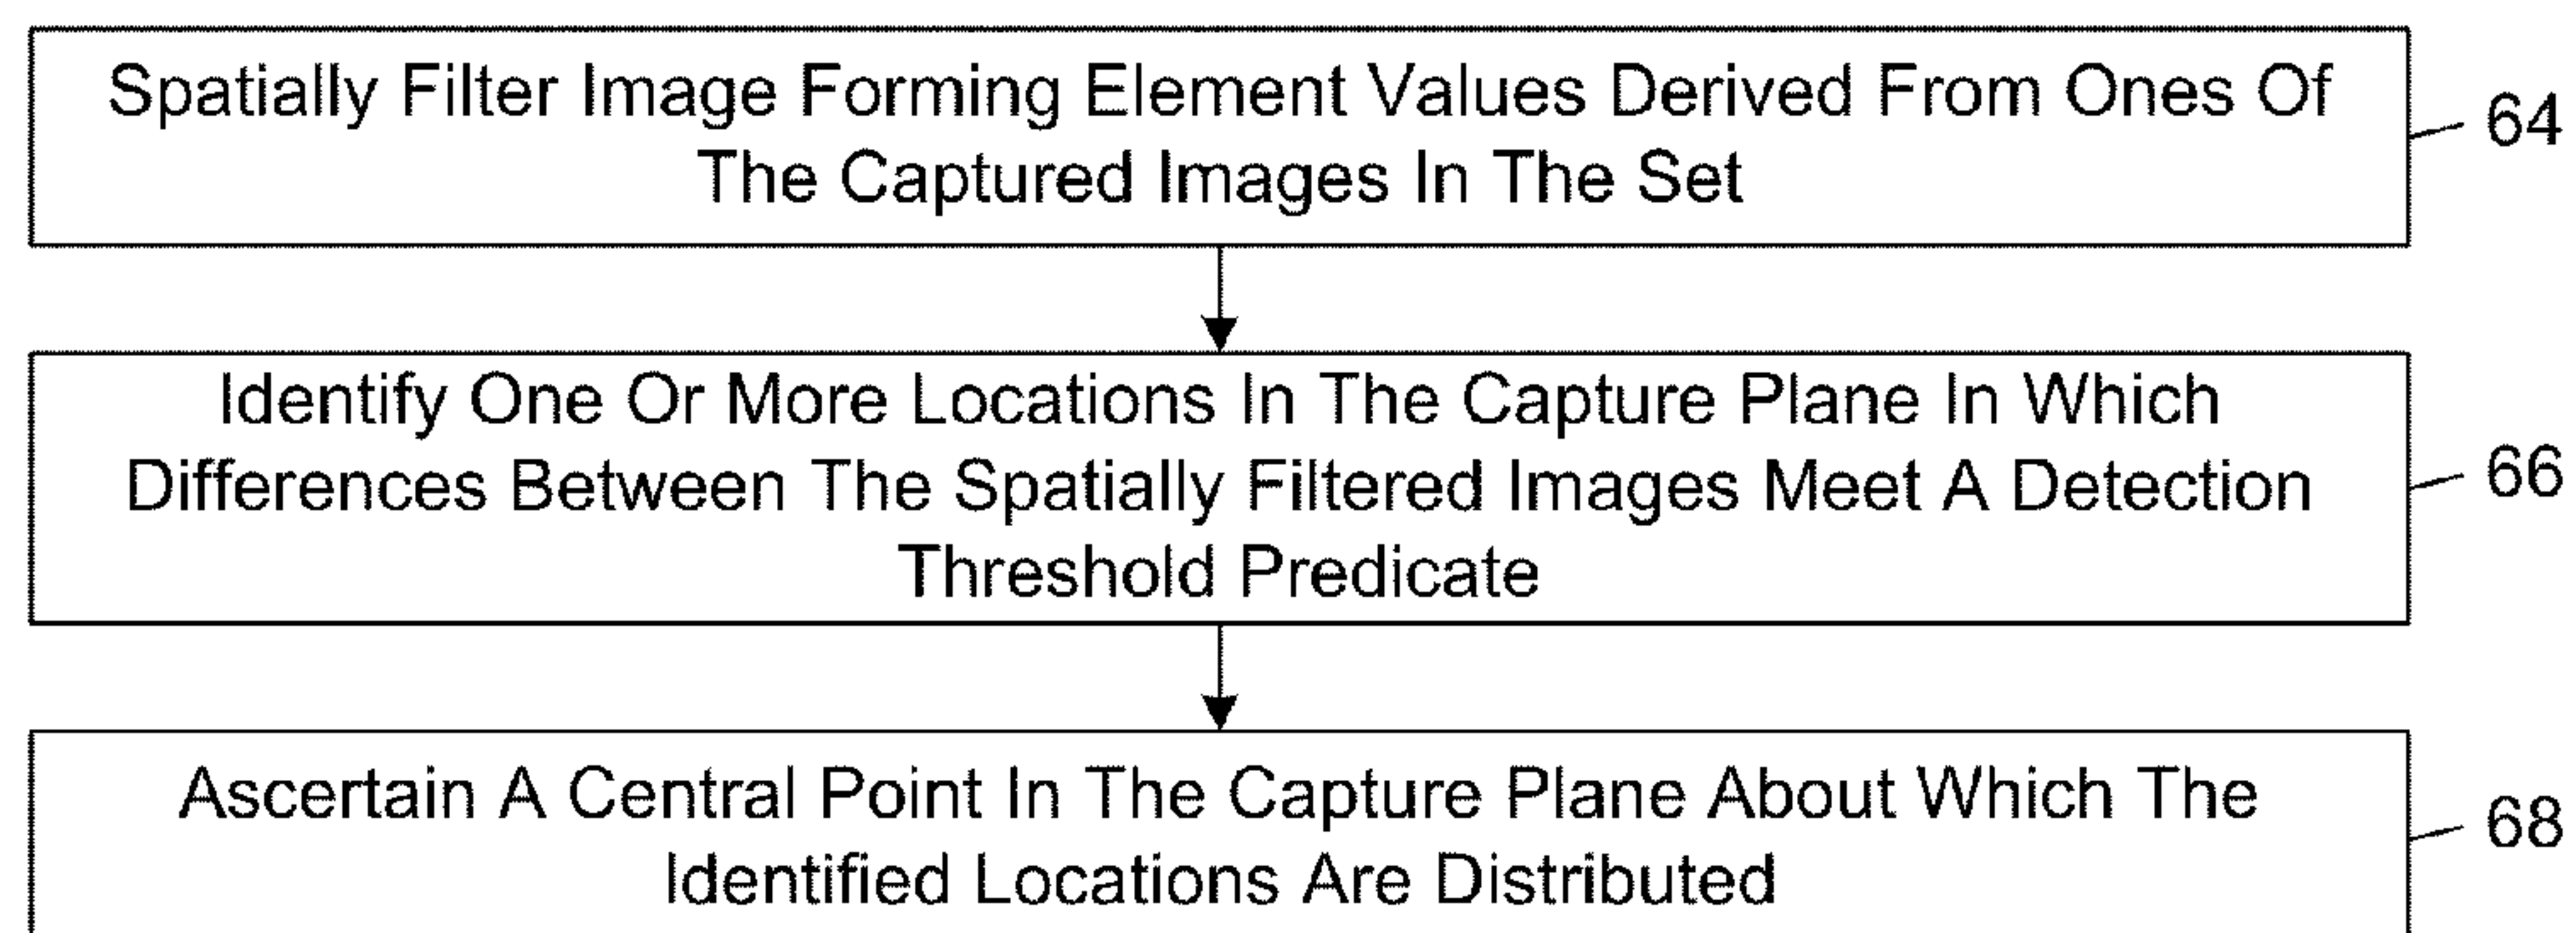 Spatially Filter Image Forming Element Values Derived From Ones Of
The Captured Images In The Set
64
Identify One Or More Locations In The Capture Plane In Which
Differences Between The Spatially Filtered Images Meet A Detection
Threshold Predicate
66
Ascertain A Central Point In The Capture Plane About Which The
Identified Locations Are Distributed
68